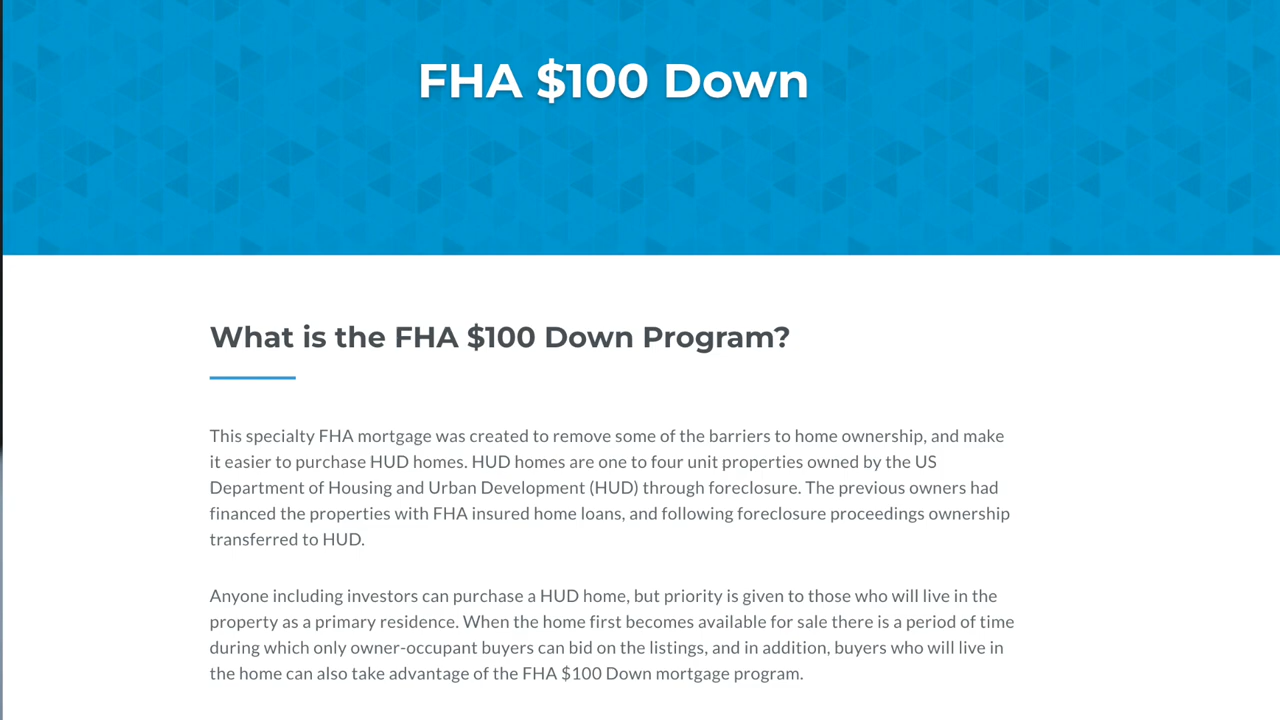 FHA $100 Down
What is the FHA $100 Down Program?
This specialty FHA mortgage was created to remove some of the barriers to home ownership, and make
it easier to purchase HUD homes. HUD homes are one to four unit properties owned by the US
Department of Housing and Urban Development (HUD) through foreclosure. The previous owners had
financed the properties with FHA insured home loans, and following foreclosure proceedings ownership
transferred to HUD.
Anyone including investors can purchase a HUD home, but priority is given to those who will live in the
property as a primary residence. When the home first becomes available for sale there is a period of time
during which only owner-occupant buyers can bid on the listings, and in addition, buyers who will live in
the home can also take advantage of the FHA $100 Down mortgage program.